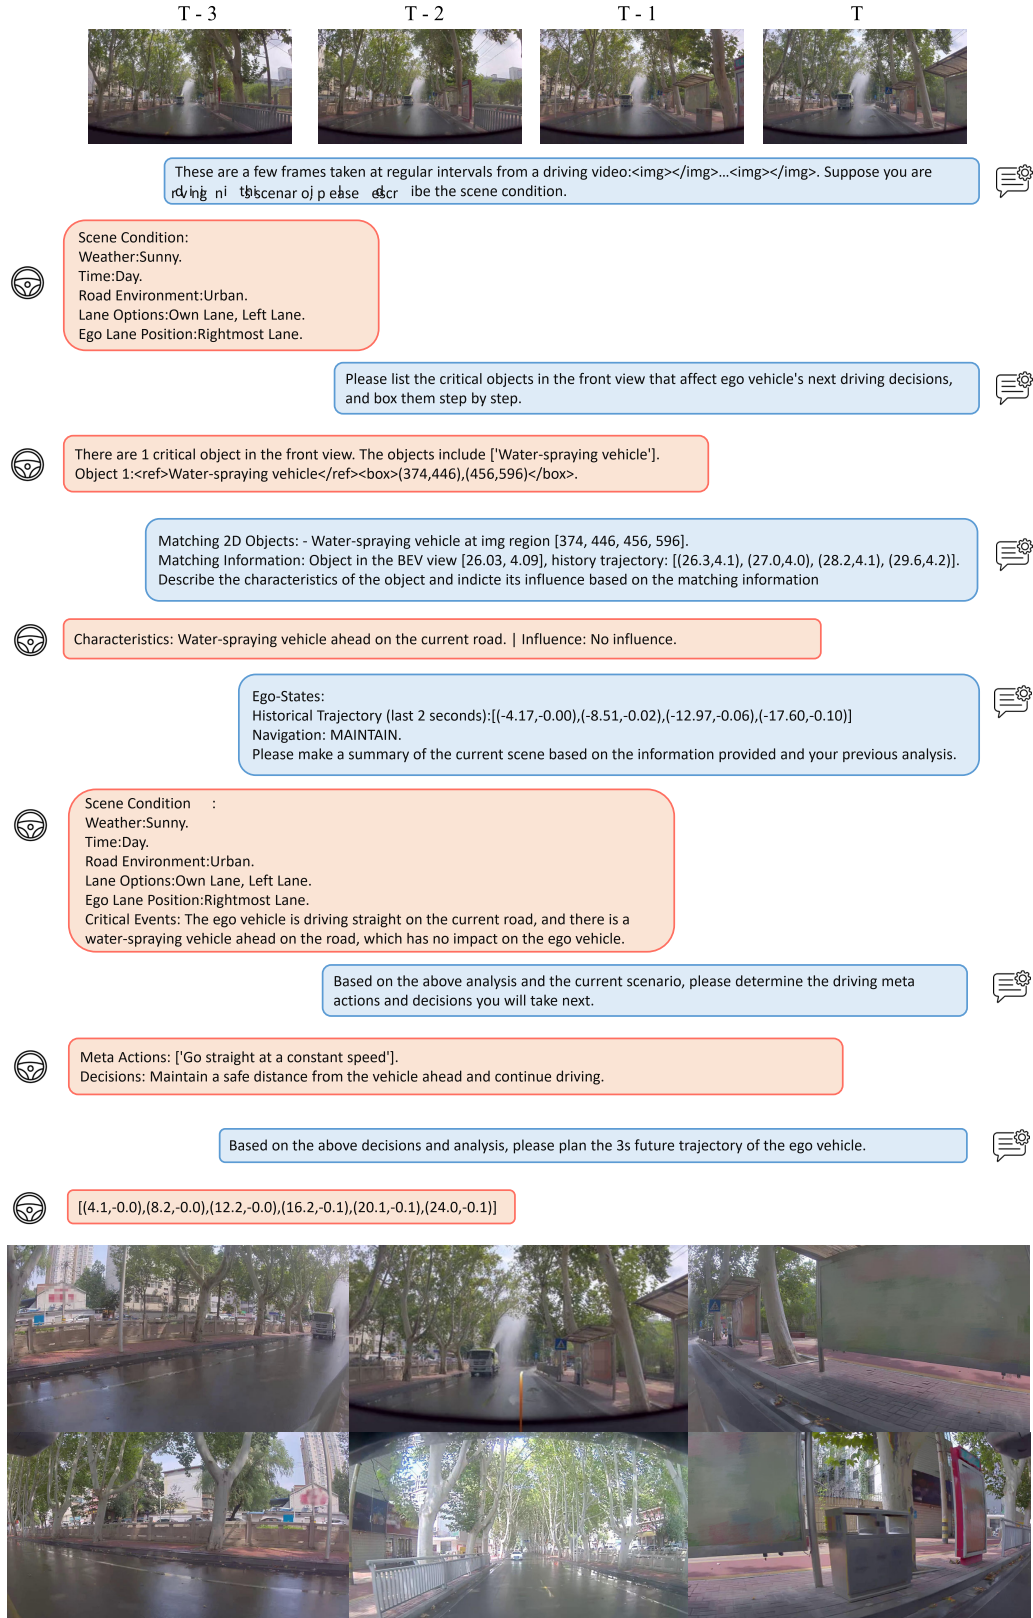 T - 3
T - 2
T - 1
T
These are a few frames taken at regular intervals from a driving video:<img></img>…<img></img>. Suppose you are
ibe the scene condition.
Scene Condition:
Weather:Sunny.
Time:Day.
Road Environment:Urban.
Lane Options:Own Lane, Left Lane.
Ego Lane Position:Rightmost Lane.
Please list the critical objects in the front view that affect ego vehicle's next driving decisions,
and box them step by step.
There are 1 critical object in the front view. The objects include ['Water-spraying vehicle'].
Object 1:<ref>Water-spraying vehicle</ref><box>(374,446),(456,596)</box>.
Matching 2D Objects: - Water-spraying vehicle at img region [374, 446, 456, 596].
Matching Information: Object in the BEV view [26.03, 4.09], history trajectory: [(26.3,4.1), (27.0,4.0), (28.2,4.1), (29.6,4.2)].
Describe the characteristics of the object and indicte its influence based on the matching information
Characteristics: Water-spraying vehicle ahead on the current road. | Influence: No influence.
Ego-States:
Historical Trajectory (last 2 seconds):[(-4.17,-0.00),(-8.51,-0.02),(-12.97,-0.06),(-17.60,-0.10)]
Navigation: MAINTAIN.
Please make a summary of the current scene based on the information provided and your previous analysis.
Scene Condition :
Weather:Sunny.
Time:Day.
Road Environment:Urban.
Lane Options:Own Lane, Left Lane.
Ego Lane Position:Rightmost Lane.
Critical Events: The ego vehicle is driving straight on the current road, and there is a
water-spraying vehicle ahead on the road, which has no impact on the ego vehicle.
Based on the above analysis and the current scenario, please determine the driving meta
actions and decisions you will take next.
Meta Actions: ['Go straight at a constant speed'].
Decisions: Maintain a safe distance from the vehicle ahead and continue driving.
Based on the above decisions and analysis, please plan the 3s future trajectory of the ego vehicle.
[(4.1,-0.0),(8.2,-0.0),(12.2,-0.0),(16.2,-0.1),(20.1,-0.1),(24.0,-0.1)]